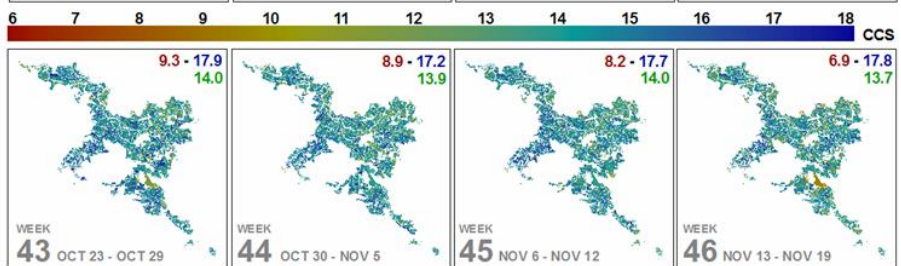 6 7 8 9 10 11 12 13 14 15 16 17 18
CCS
9.3 - 17.9
14.0
WEEK
43 OCT 23 - OCT 29
8.9 - 17.2
13.9
WEEK
44 OCT 30 - NOV 5
8.2 - 17.7
14.0
WEEK
45 NOV 6 - NOV 12
6.9 - 17.8
13.7
WEEK
46 NOV 13 - NOV 19